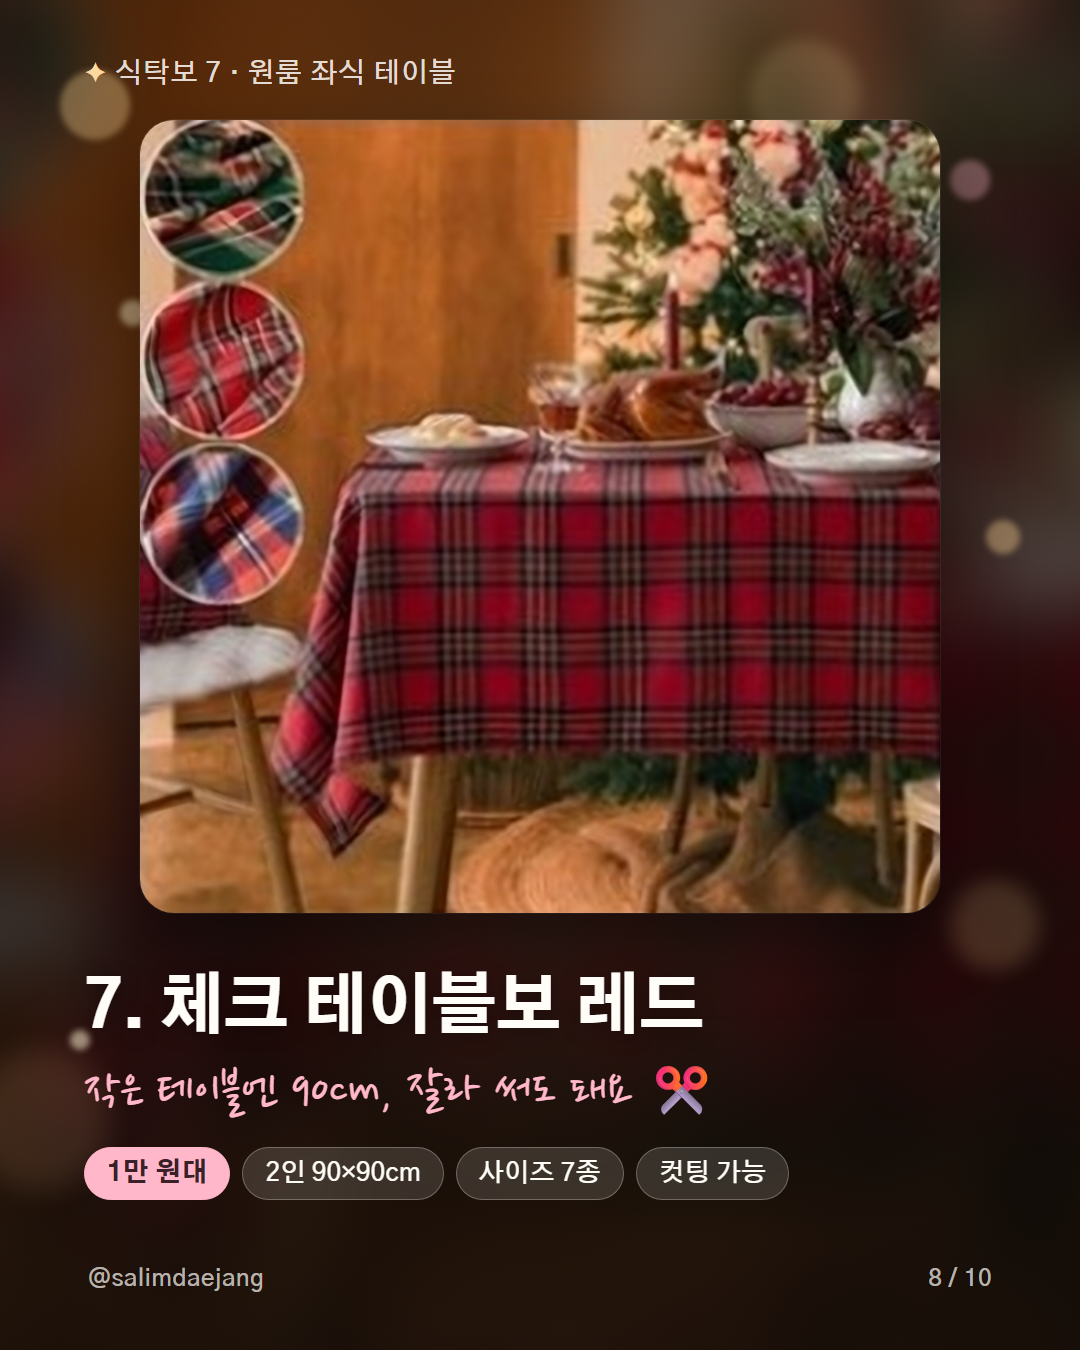 ✦ 식탁보 7 · 원룸 좌식 테이블
7. 체크 테이블보 레드
작은 테이블엔 90cm, 잘라 써도 돼요 ✂️
1만 원대
2인 90×90cm
사이즈 7종
컷팅 가능
@salimdaejang
8 / 10